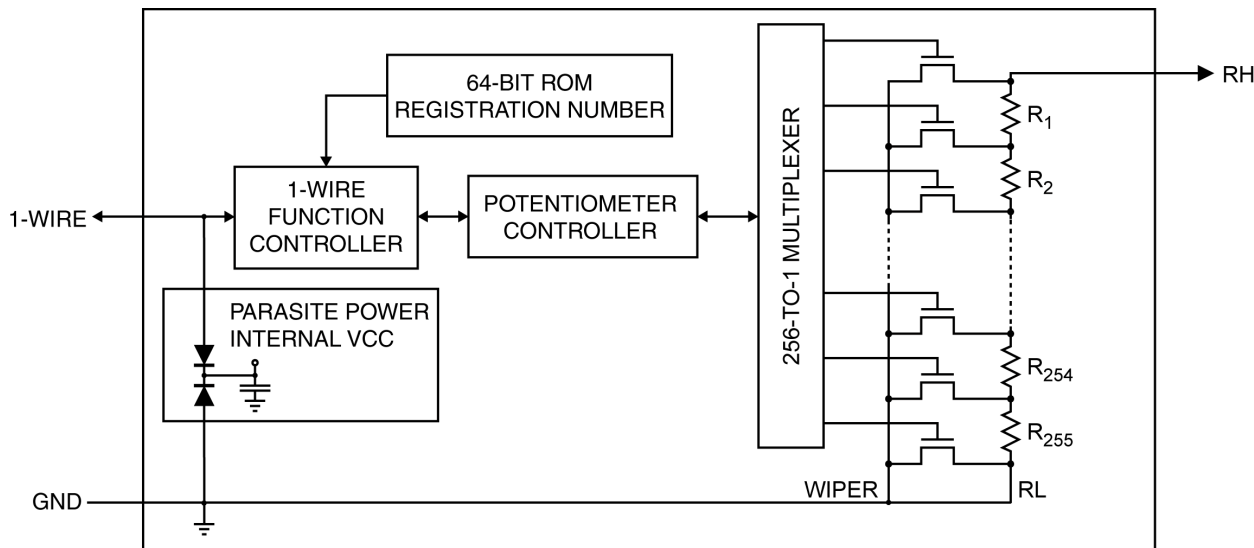 64-BIT ROM
REGISTRATION NUMBER
1-WIRE
1-WIRE
FUNCTION
CONTROLLER
POTENTIOMETER
CONTROLLER
PARASITE POWER
INTERNAL VCC
GND
256-TO-1 MULTIPLEXER
RH
R1
R2
R254
R255
WIPER
RL